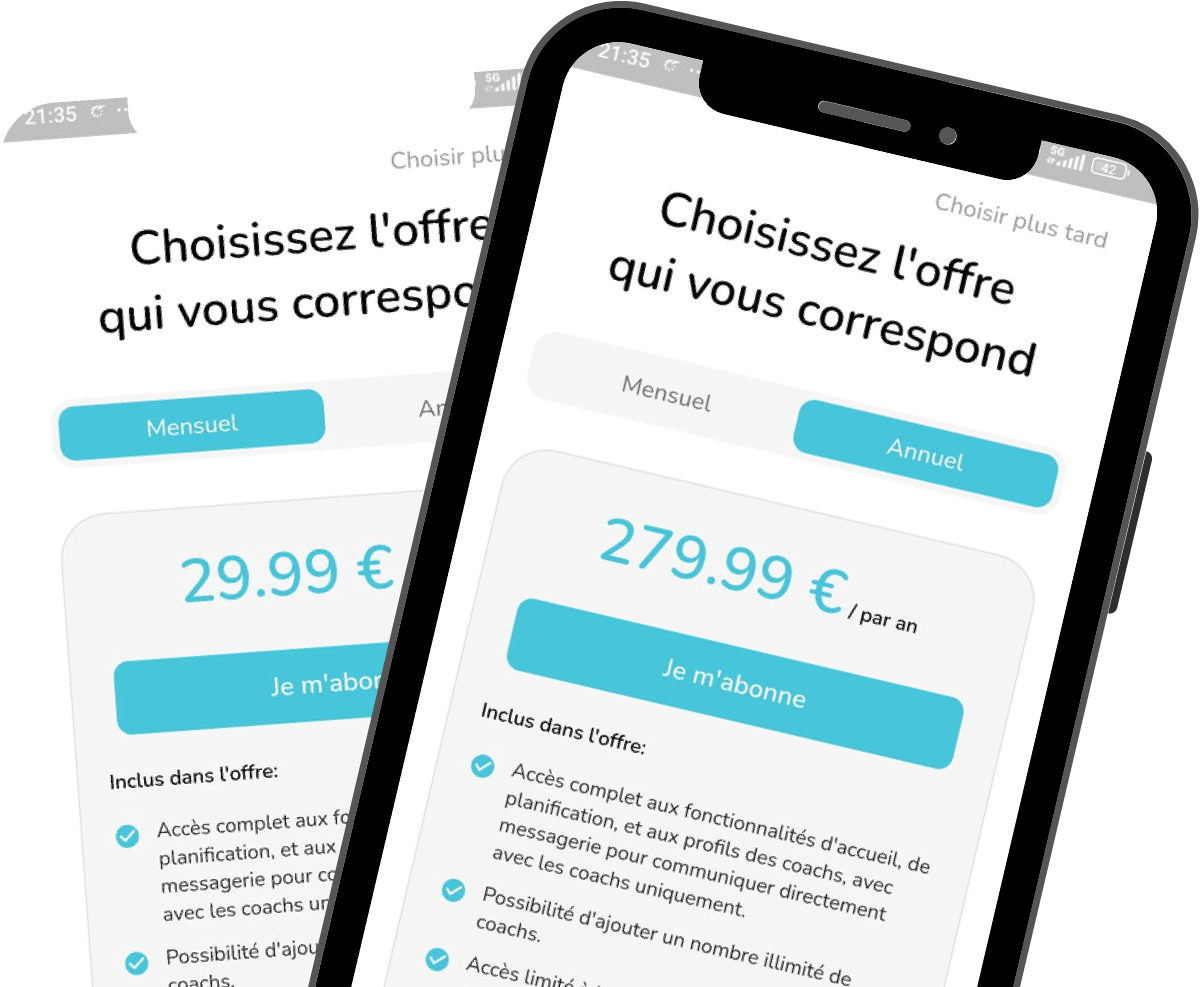 21:35
5G
Choisir plu
Choisissez l'offre
qui vous correspo
Mensuel
An
29.99 €
Je m'abon
Inclus dans l'offre:
Accès complet aux fo
planification, et aux
messagerie pour co
avec les coachs un
Possibilité d'ajou
coachs.
21:35
5G
42
Choisir plus tard
Choisissez l'offre
qui vous correspond
Mensuel
Annuel
279.99 € / par an
Je m'abonne
Inclus dans l'offre:
Accès complet aux fonctionnalités d'accueil, de
planification, et aux profils des coachs, avec
messagerie pour communiquer directement
avec les coachs uniquement.
Possibilité d'ajouter un nombre illimité de
coachs.
Accès limité à